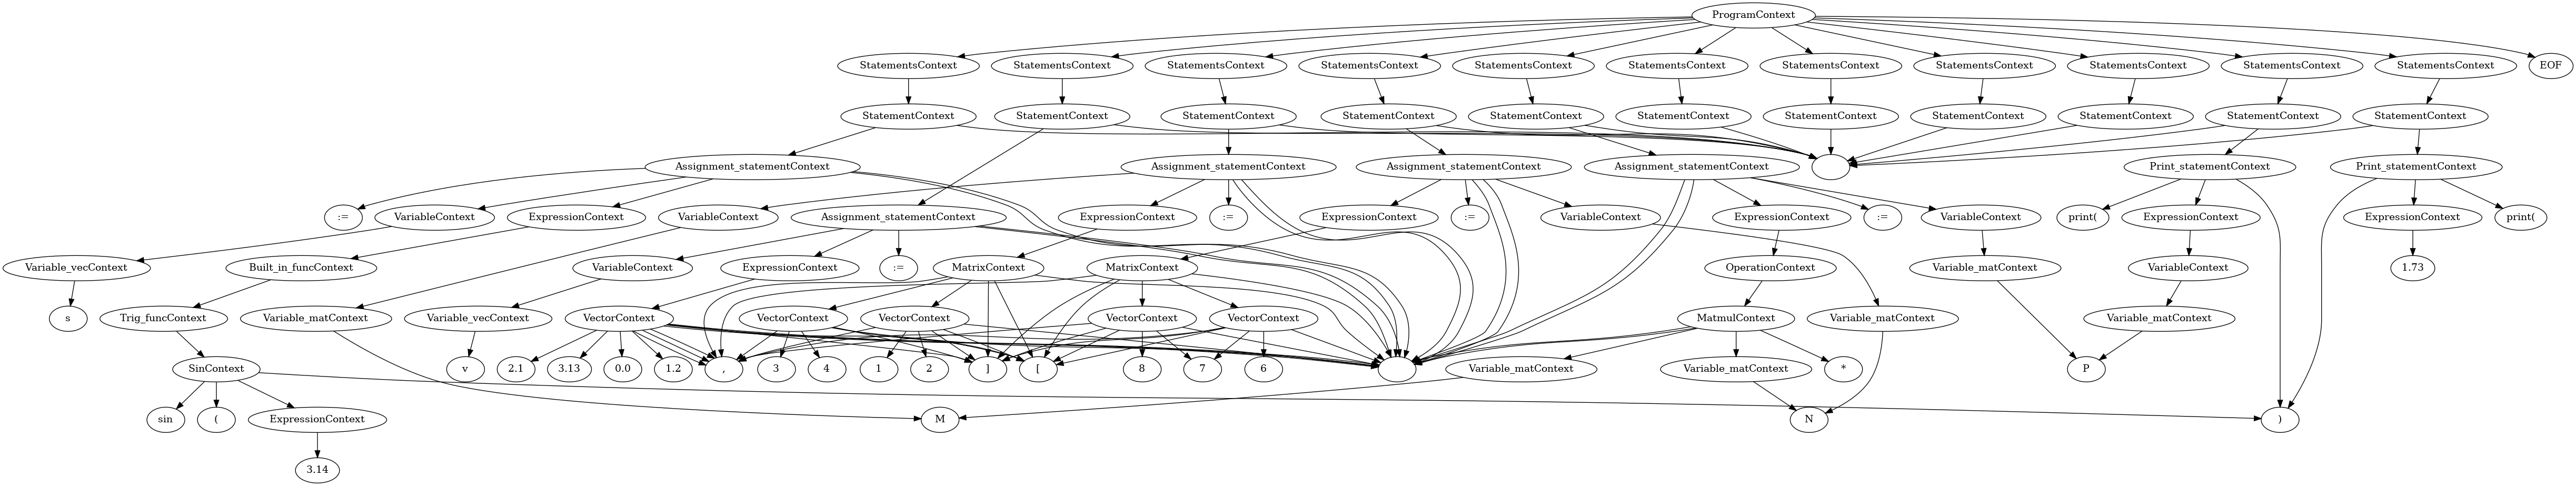 ProgramContext
StatementsContext StatementsContext StatementsContext StatementsContext StatementsContext StatementsContext StatementsContext StatementsContext StatementsContext StatementsContext StatementsContext EOF
StatementContext StatementContext StatementContext StatementContext StatementContext StatementContext StatementContext StatementContext StatementContext StatementContext StatementContext
Assignment_statementContext Assignment_statementContext Assignment_statementContext Assignment_statementContext Print_statementContext Print_statementContext
:= VariableContext ExpressionContext VariableContext Assignment_statementContext ExpressionContext := ExpressionContext := VariableContext ExpressionContext := VariableContext print( ExpressionContext ExpressionContext print(
Variable_vecContext Built_in_funcContext VariableContext ExpressionContext := MatrixContext MatrixContext OperationContext Variable_matContext VariableContext 1.73
s Trig_funcContext Variable_matContext Variable_vecContext VectorContext VectorContext VectorContext VectorContext VectorContext MatmulContext Variable_matContext Variable_matContext
SinContext v 2.1 3.13 0.0 1.2 , 3 4 1 2 ] [ 8 7 6 Variable_matContext Variable_matContext * P
sin ( ExpressionContext M N )
3.14